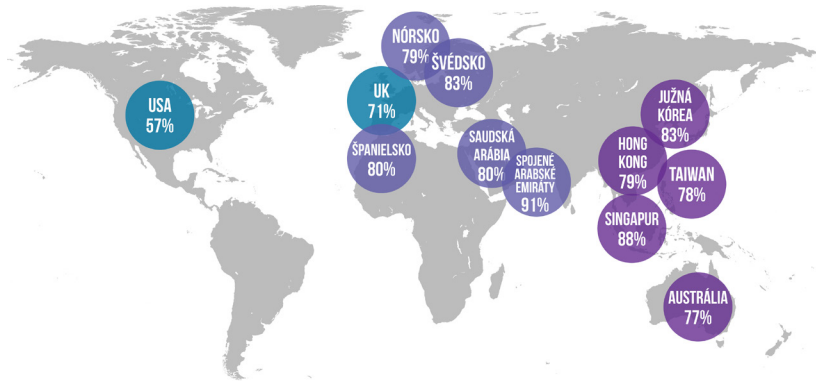 NÓRSKO
79%
ŠVÉDSKO
83%
USA
57%
UK
71%
ŠPANIELSKO
80%
SAUDSKÁ
ARÁBIA
80%
SPOJENÉ
ARABSKÉ
EMIRÁTY
91%
JUŽNÁ
KÓREA
83%
HONG
KONG
79%
TAIWAN
78%
SINGAPUR
88%
AUSTRÁLIA
77%